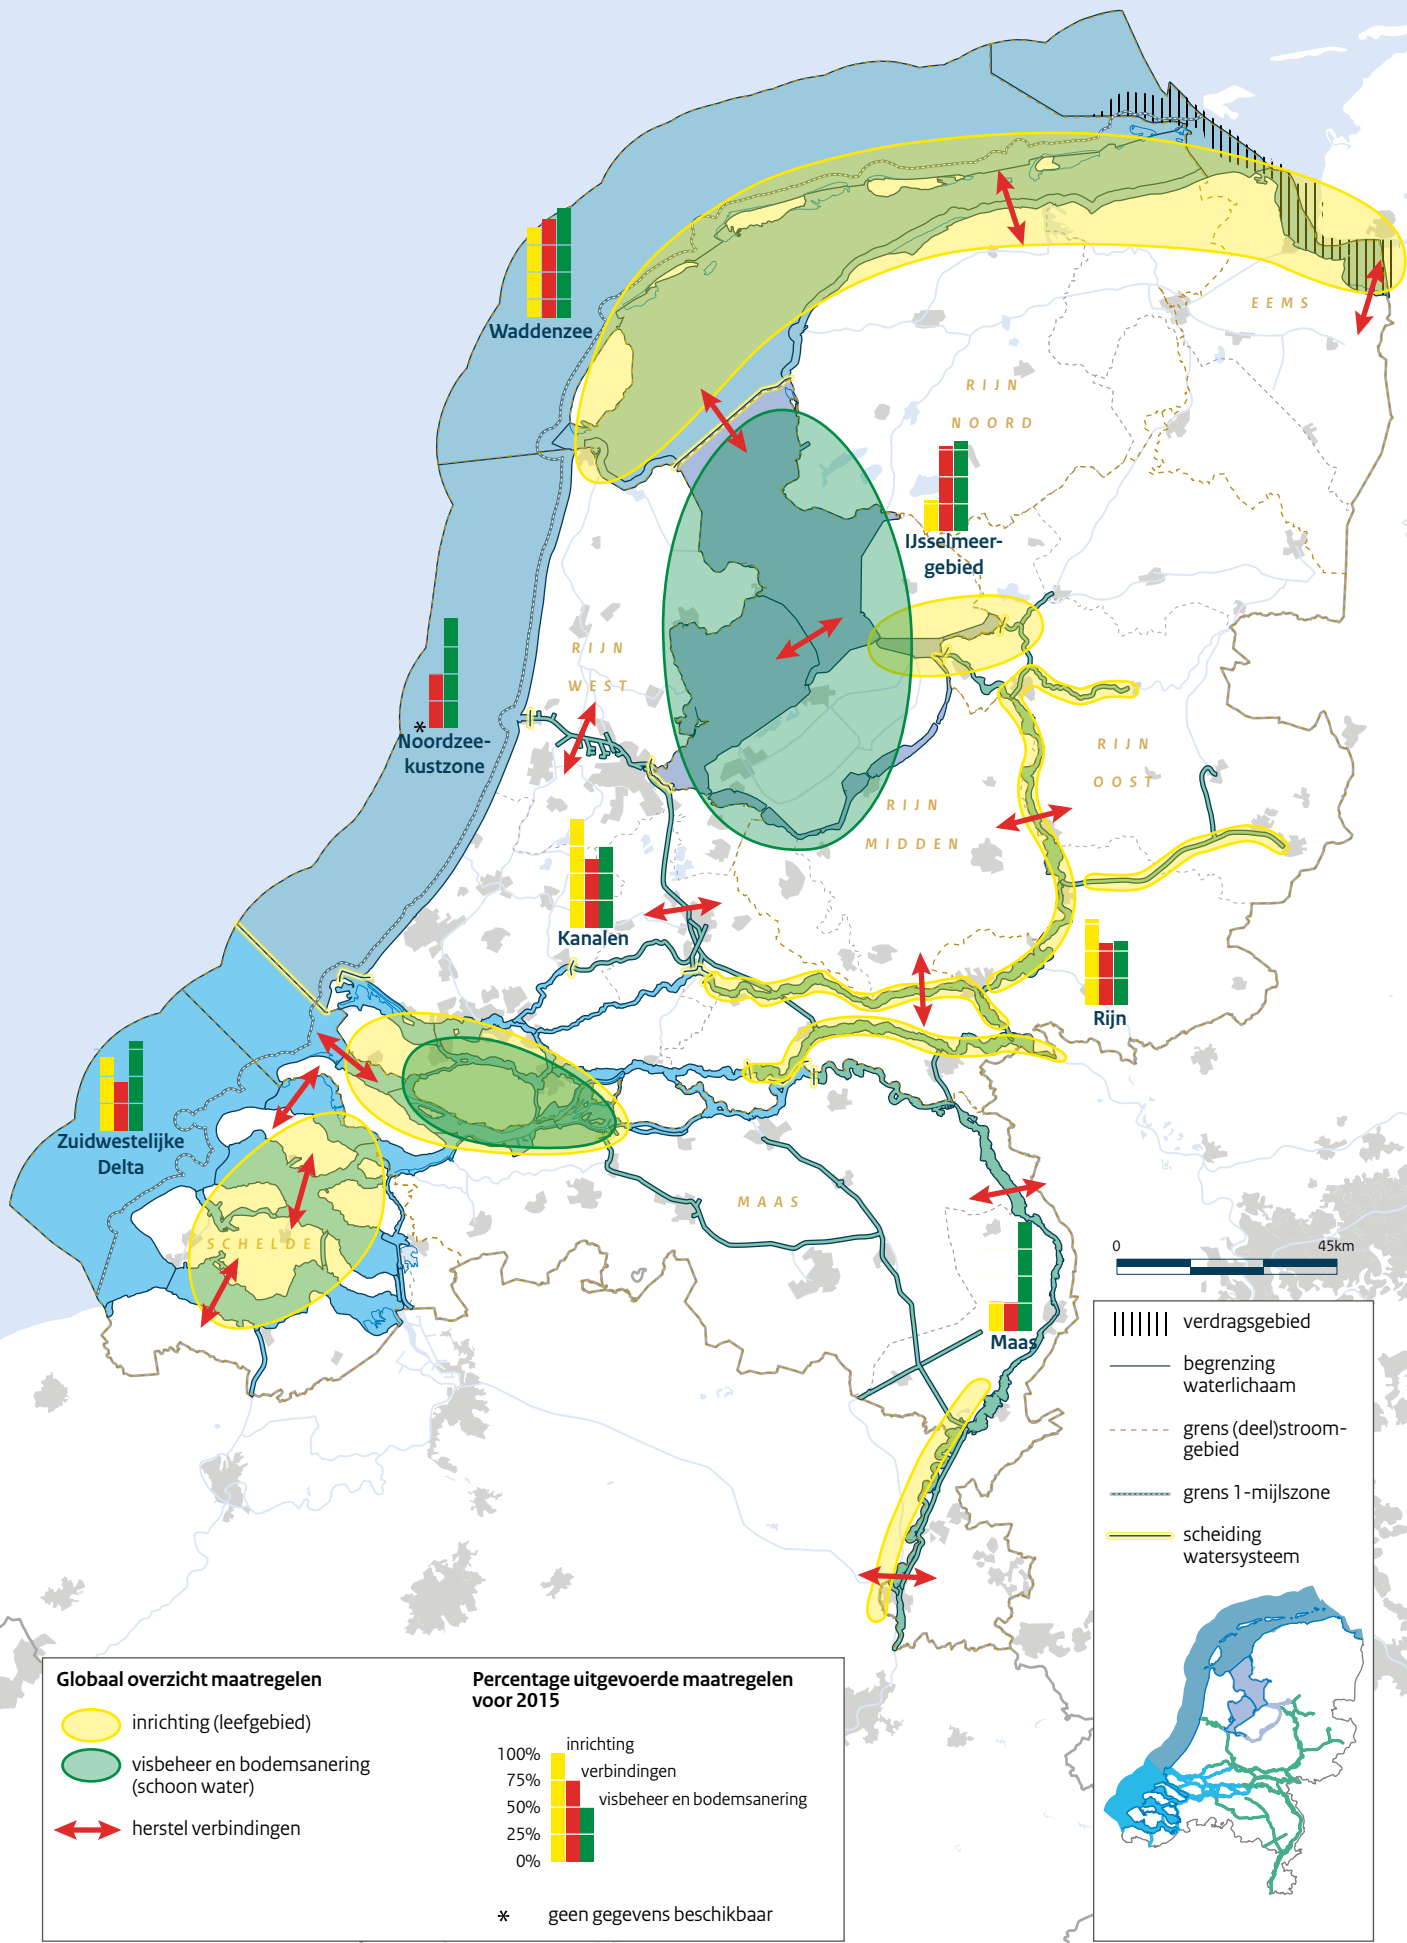 EEMS
RIJN
NOORD
Waddenzee
IJsselmeer-
gebied
RIJN
WEST
Noordzee-
kustzone
RIJN
OOST
RIJN
MIDDEN
Kanalen
Rijn
Zuidwestelijke
Delta
MAAS
SCHELDE
Maas
0 45km
verdragsgebied
begrenzing
waterlichaam
grens (deel)stroom-
gebied
grens 1-mijlszone
scheiding
watersysteem
Globaal overzicht maatregelen
inrichting (leefgebied)
visbeheer en bodemsanering
(schoon water)
herstel verbindingen
Percentage uitgevoerde maatregelen
voor 2015
inrichting
100%
verbindingen
75%
visbeheer en bodemsanering
50%
25%
0%
* geen gegevens beschikbaar
*